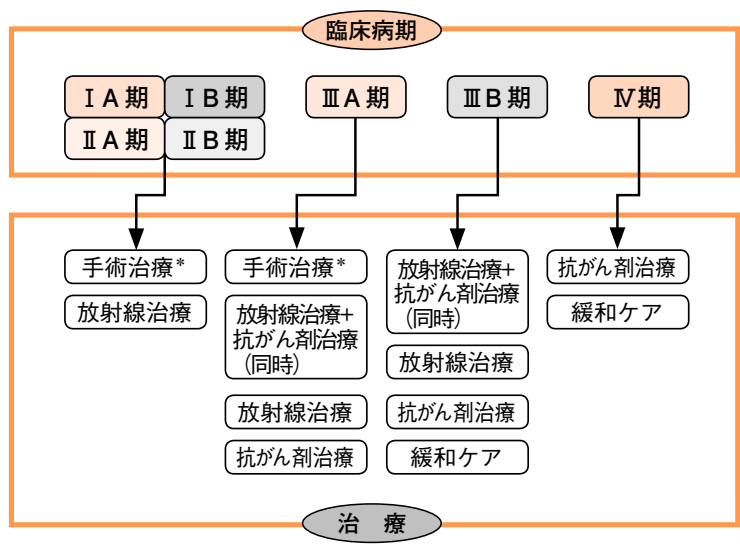 臨床病期
ⅠA期
ⅠB期
ⅡA期
ⅡB期
ⅢA期
ⅢB期
Ⅳ期
手術治療*
放射線治療
手術治療*
放射線治療+
抗がん剤治療
(同時)
放射線治療
抗がん剤治療
放射線治療+
抗がん剤治療
(同時)
放射線治療
抗がん剤治療
緩和ケア
抗がん剤治療
緩和ケア
治 療